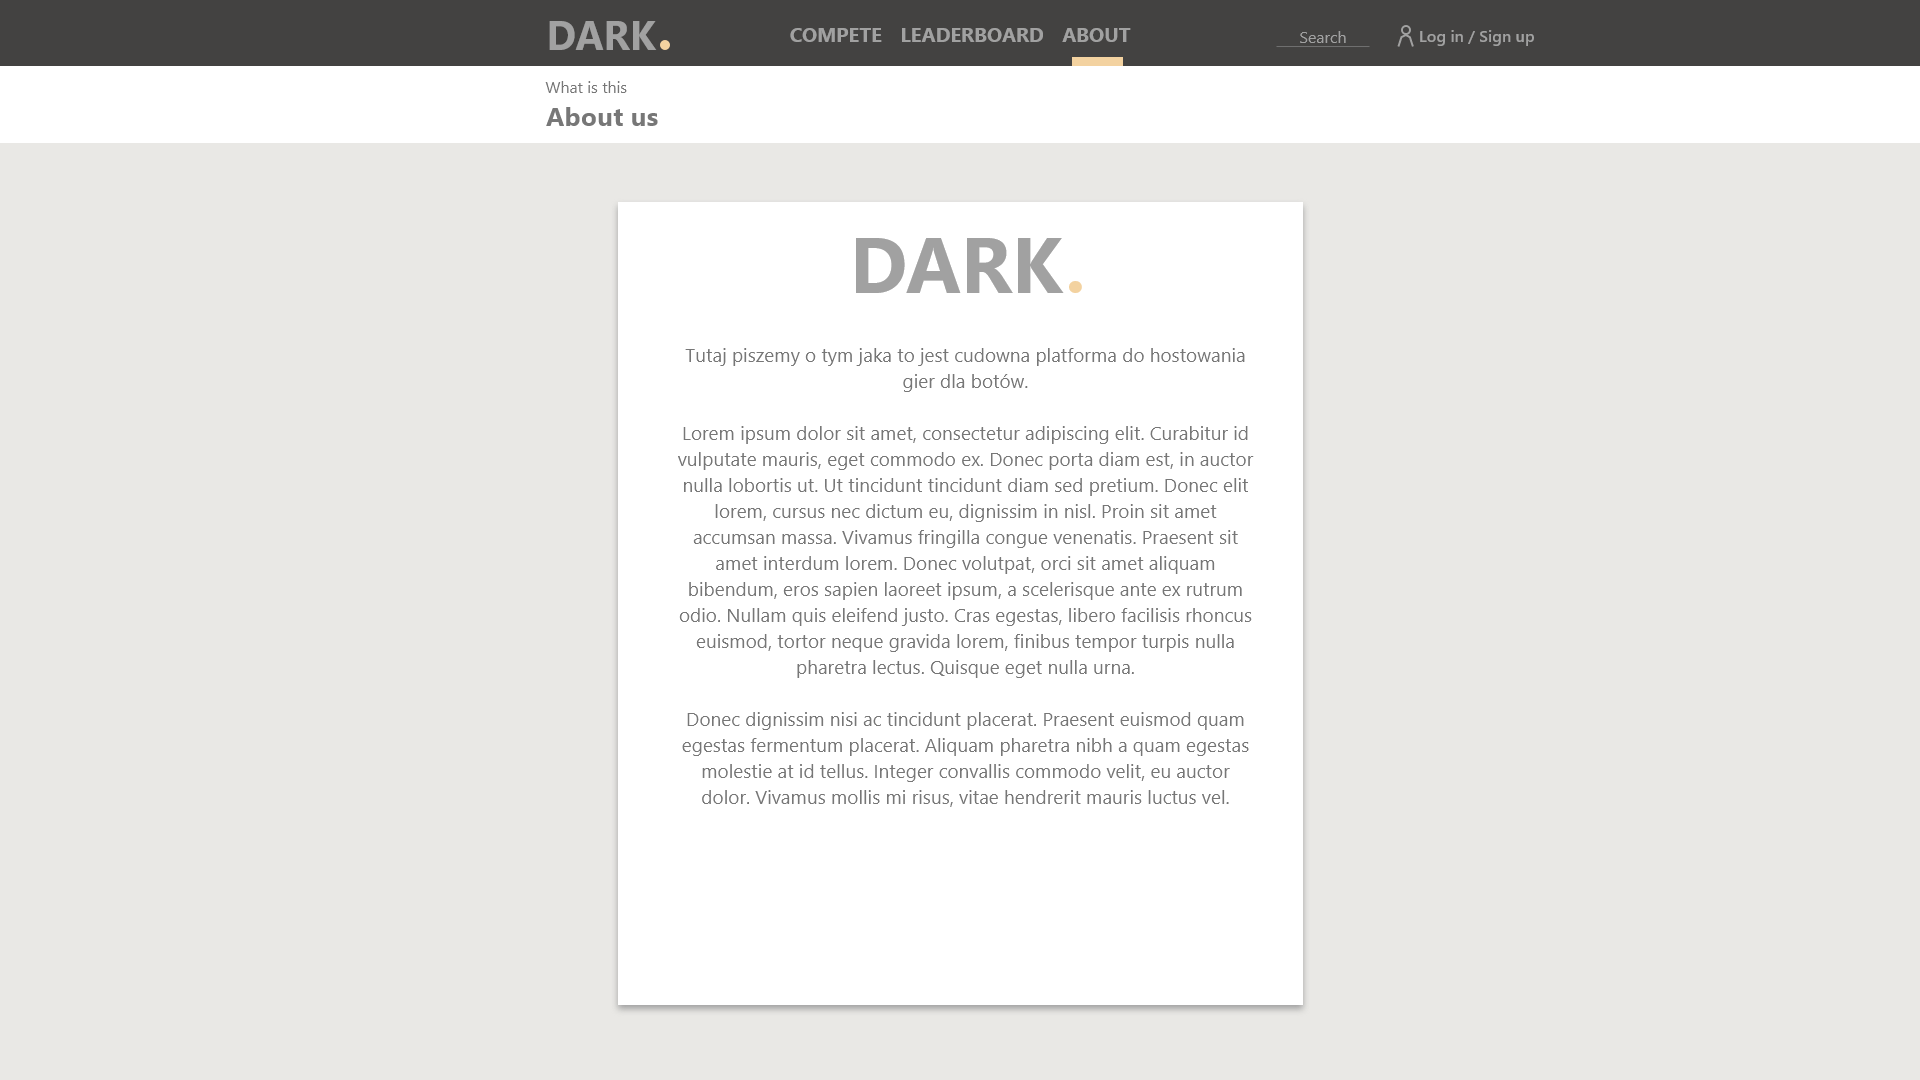 DARK.
COMPETE LEADERBOARD ABOUT
Search
Log in / Sign up
What is this
About us
DARK.
Tutaj piszemy o tym jaka to jest cudowna platforma do hostowania
gier dla botów.
Lorem ipsum dolor sit amet, consectetur adipiscing elit. Curabitur id
vulputate mauris, eget commodo ex. Donec porta diam est, in auctor
nulla lobortis ut. Ut tincidunt tincidunt diam sed pretium. Donec elit
lorem, cursus nec dictum eu, dignissim in nisl. Proin sit amet
accumsan massa. Vivamus fringilla congue venenatis. Praesent sit
amet interdum lorem. Donec volutpat, orci sit amet aliquam
bibendum, eros sapien laoreet ipsum, a scelerisque ante ex rutrum
odio. Nullam quis eleifend justo. Cras egestas, libero facilisis rhoncus
euismod, tortor neque gravida lorem, finibus tempor turpis nulla
pharetra lectus. Quisque eget nulla urna.
Donec dignissim nisi ac tincidunt placerat. Praesent euismod quam
egestas fermentum placerat. Aliquam pharetra nibh a quam egestas
molestie at id tellus. Integer convallis commodo velit, eu auctor
dolor. Vivamus mollis mi risus, vitae hendrerit mauris luctus vel.